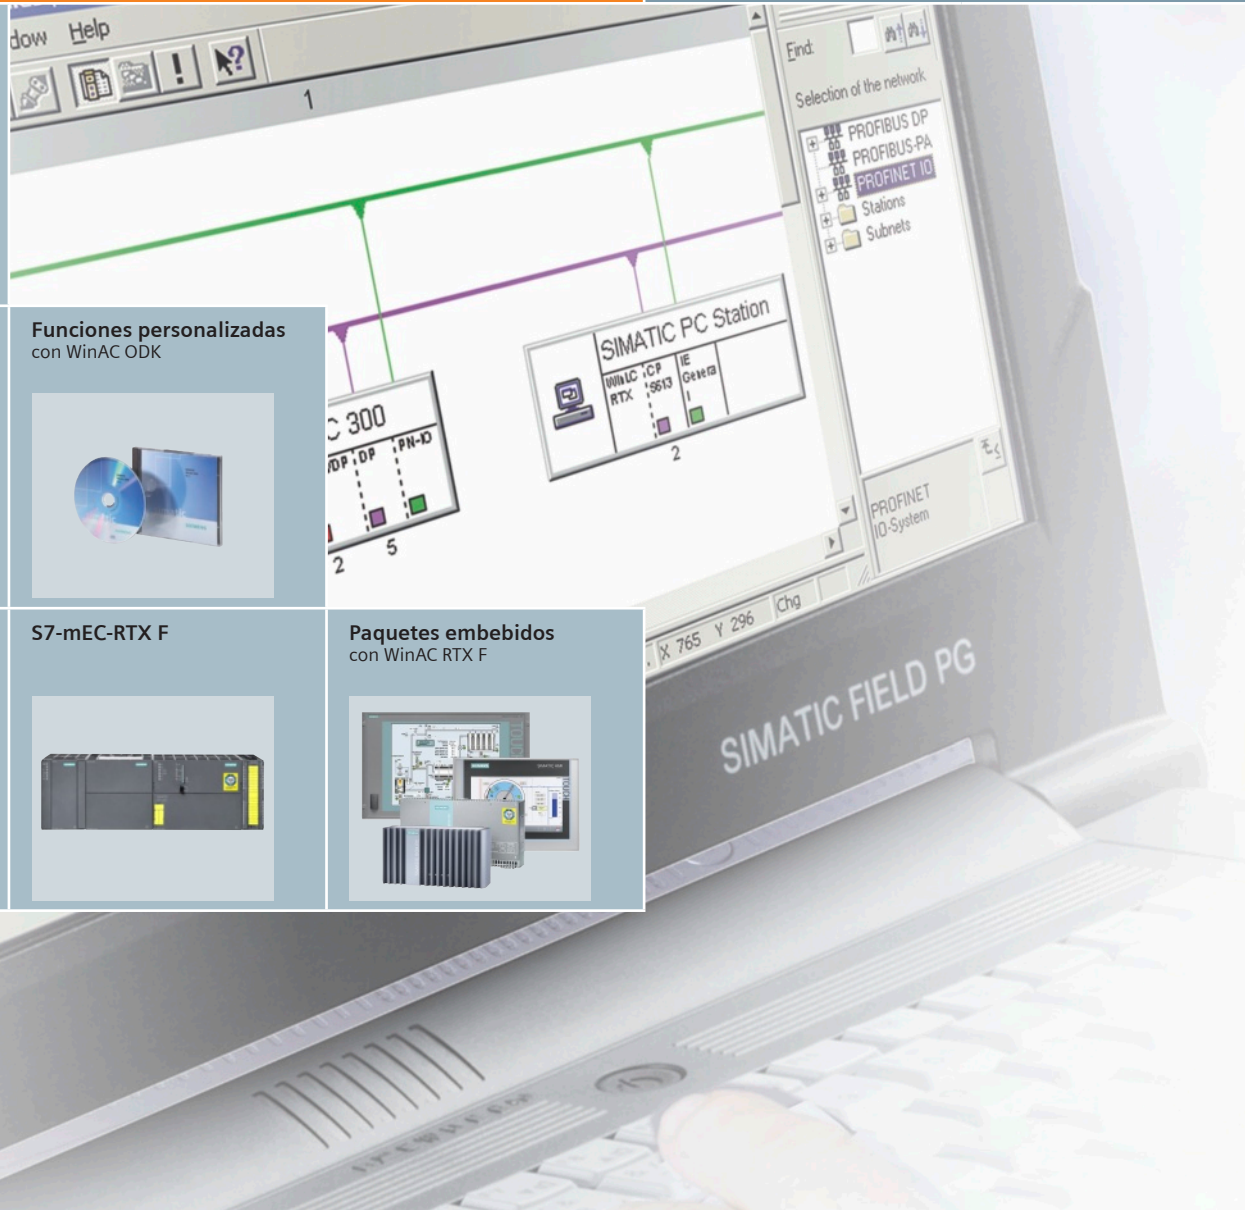 dow Help
1
Find:
Selection of the network
PROFIBUS DP
PROFIBUS-PA
PROFINET IO
Stations
Subnets
SIMATIC PC Station
WinLC RTX
CP 5613
IE General
2
C 300
/DP
DP
PN-IO
2
5
PROFINET
IO-System
X 765 Y 296 Chg
Funciones personalizadas
con WinAC ODK
S7-mEC-RTX F
Paquetes embebidos
con WinAC RTX F
SIMATIC FIELD PG